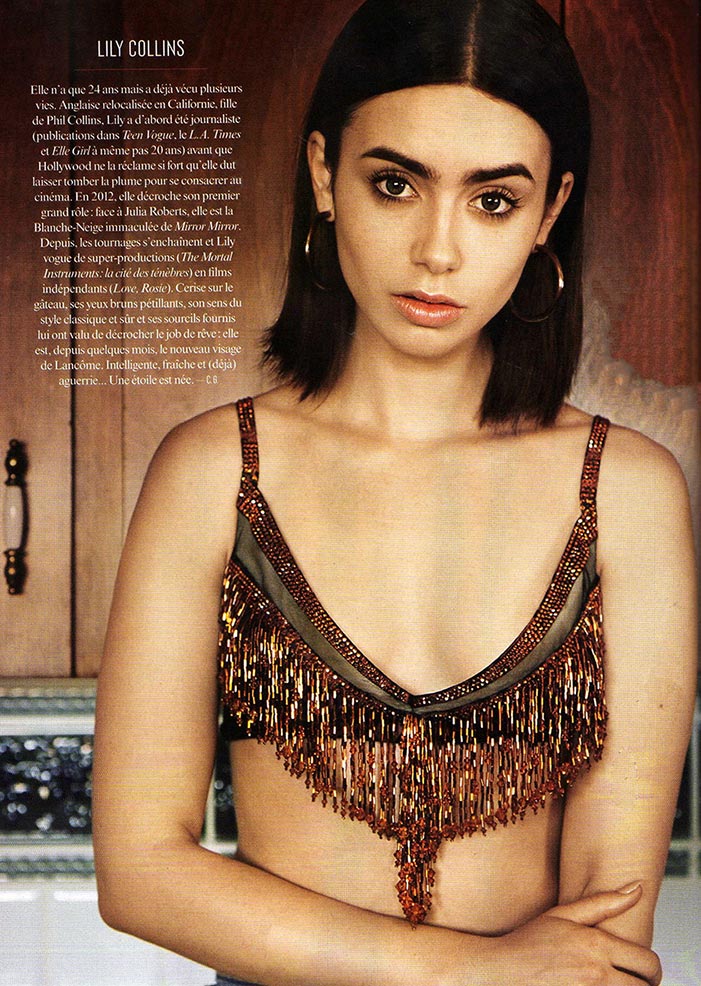 LILY COLLINS
Elle n'a que 24 ans mais a déjà vécu plusieurs
vies. Anglaise relocalisée en Californie, fille
de Phil Collins, Lily a d'abord été journaliste
(publications dans Teen Vogue, le L.A. Times
et Elle Girl à même pas 20 ans) avant que
Hollywood ne la réclame si fort qu'elle dut
laisser tomber la plume pour se consacrer au
cinéma. En 2012, elle décroche son premier
grand rôle : face à Julia Roberts, elle est la
Blanche-Neige immaculée de Mirror Mirror.
Depuis, les tournages s'enchaînent et Lily
vogue de super-productions (The Mortal
Instruments : la cité des ténèbres) en films
indépendants (Love, Rosie). Cerise sur le
gâteau, ses yeux bruns pétillants, son sens du
style classique et sûr et ses sourcils fournis
lui ont valu de décrocher le job de rêve : elle
est, depuis quelques mois, le nouveau visage
de Lancôme. Intelligente, fraîche et (déjà)
aguerrie... Une étoile est née. — C.G.